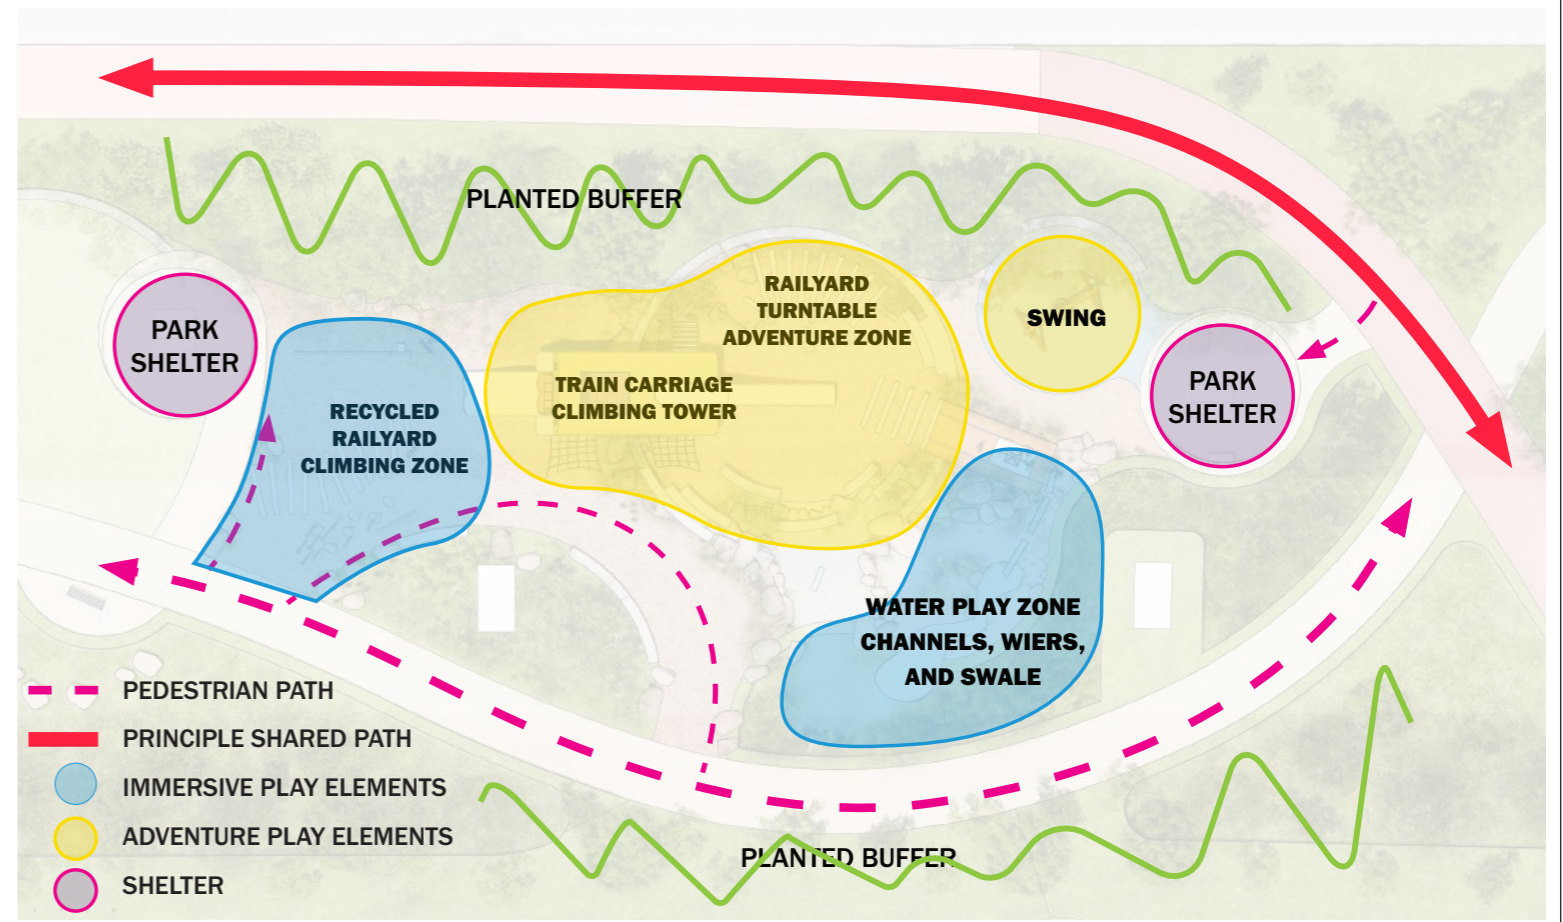 PLANTED BUFFER
RAILYARD
TURNTABLE
ADVENTURE ZONE
SWING
PARK
SHELTER
PARK
SHELTER
TRAIN CARRIAGE
CLIMBING TOWER
RECYCLED
RAILYARD
CLIMBING ZONE
WATER PLAY ZONE
CHANNELS, WIERS,
AND SWALE
PEDESTRIAN PATH
PRINCIPLE SHARED PATH
IMMERSIVE PLAY ELEMENTS
ADVENTURE PLAY ELEMENTS
SHELTER
PLANTED BUFFER